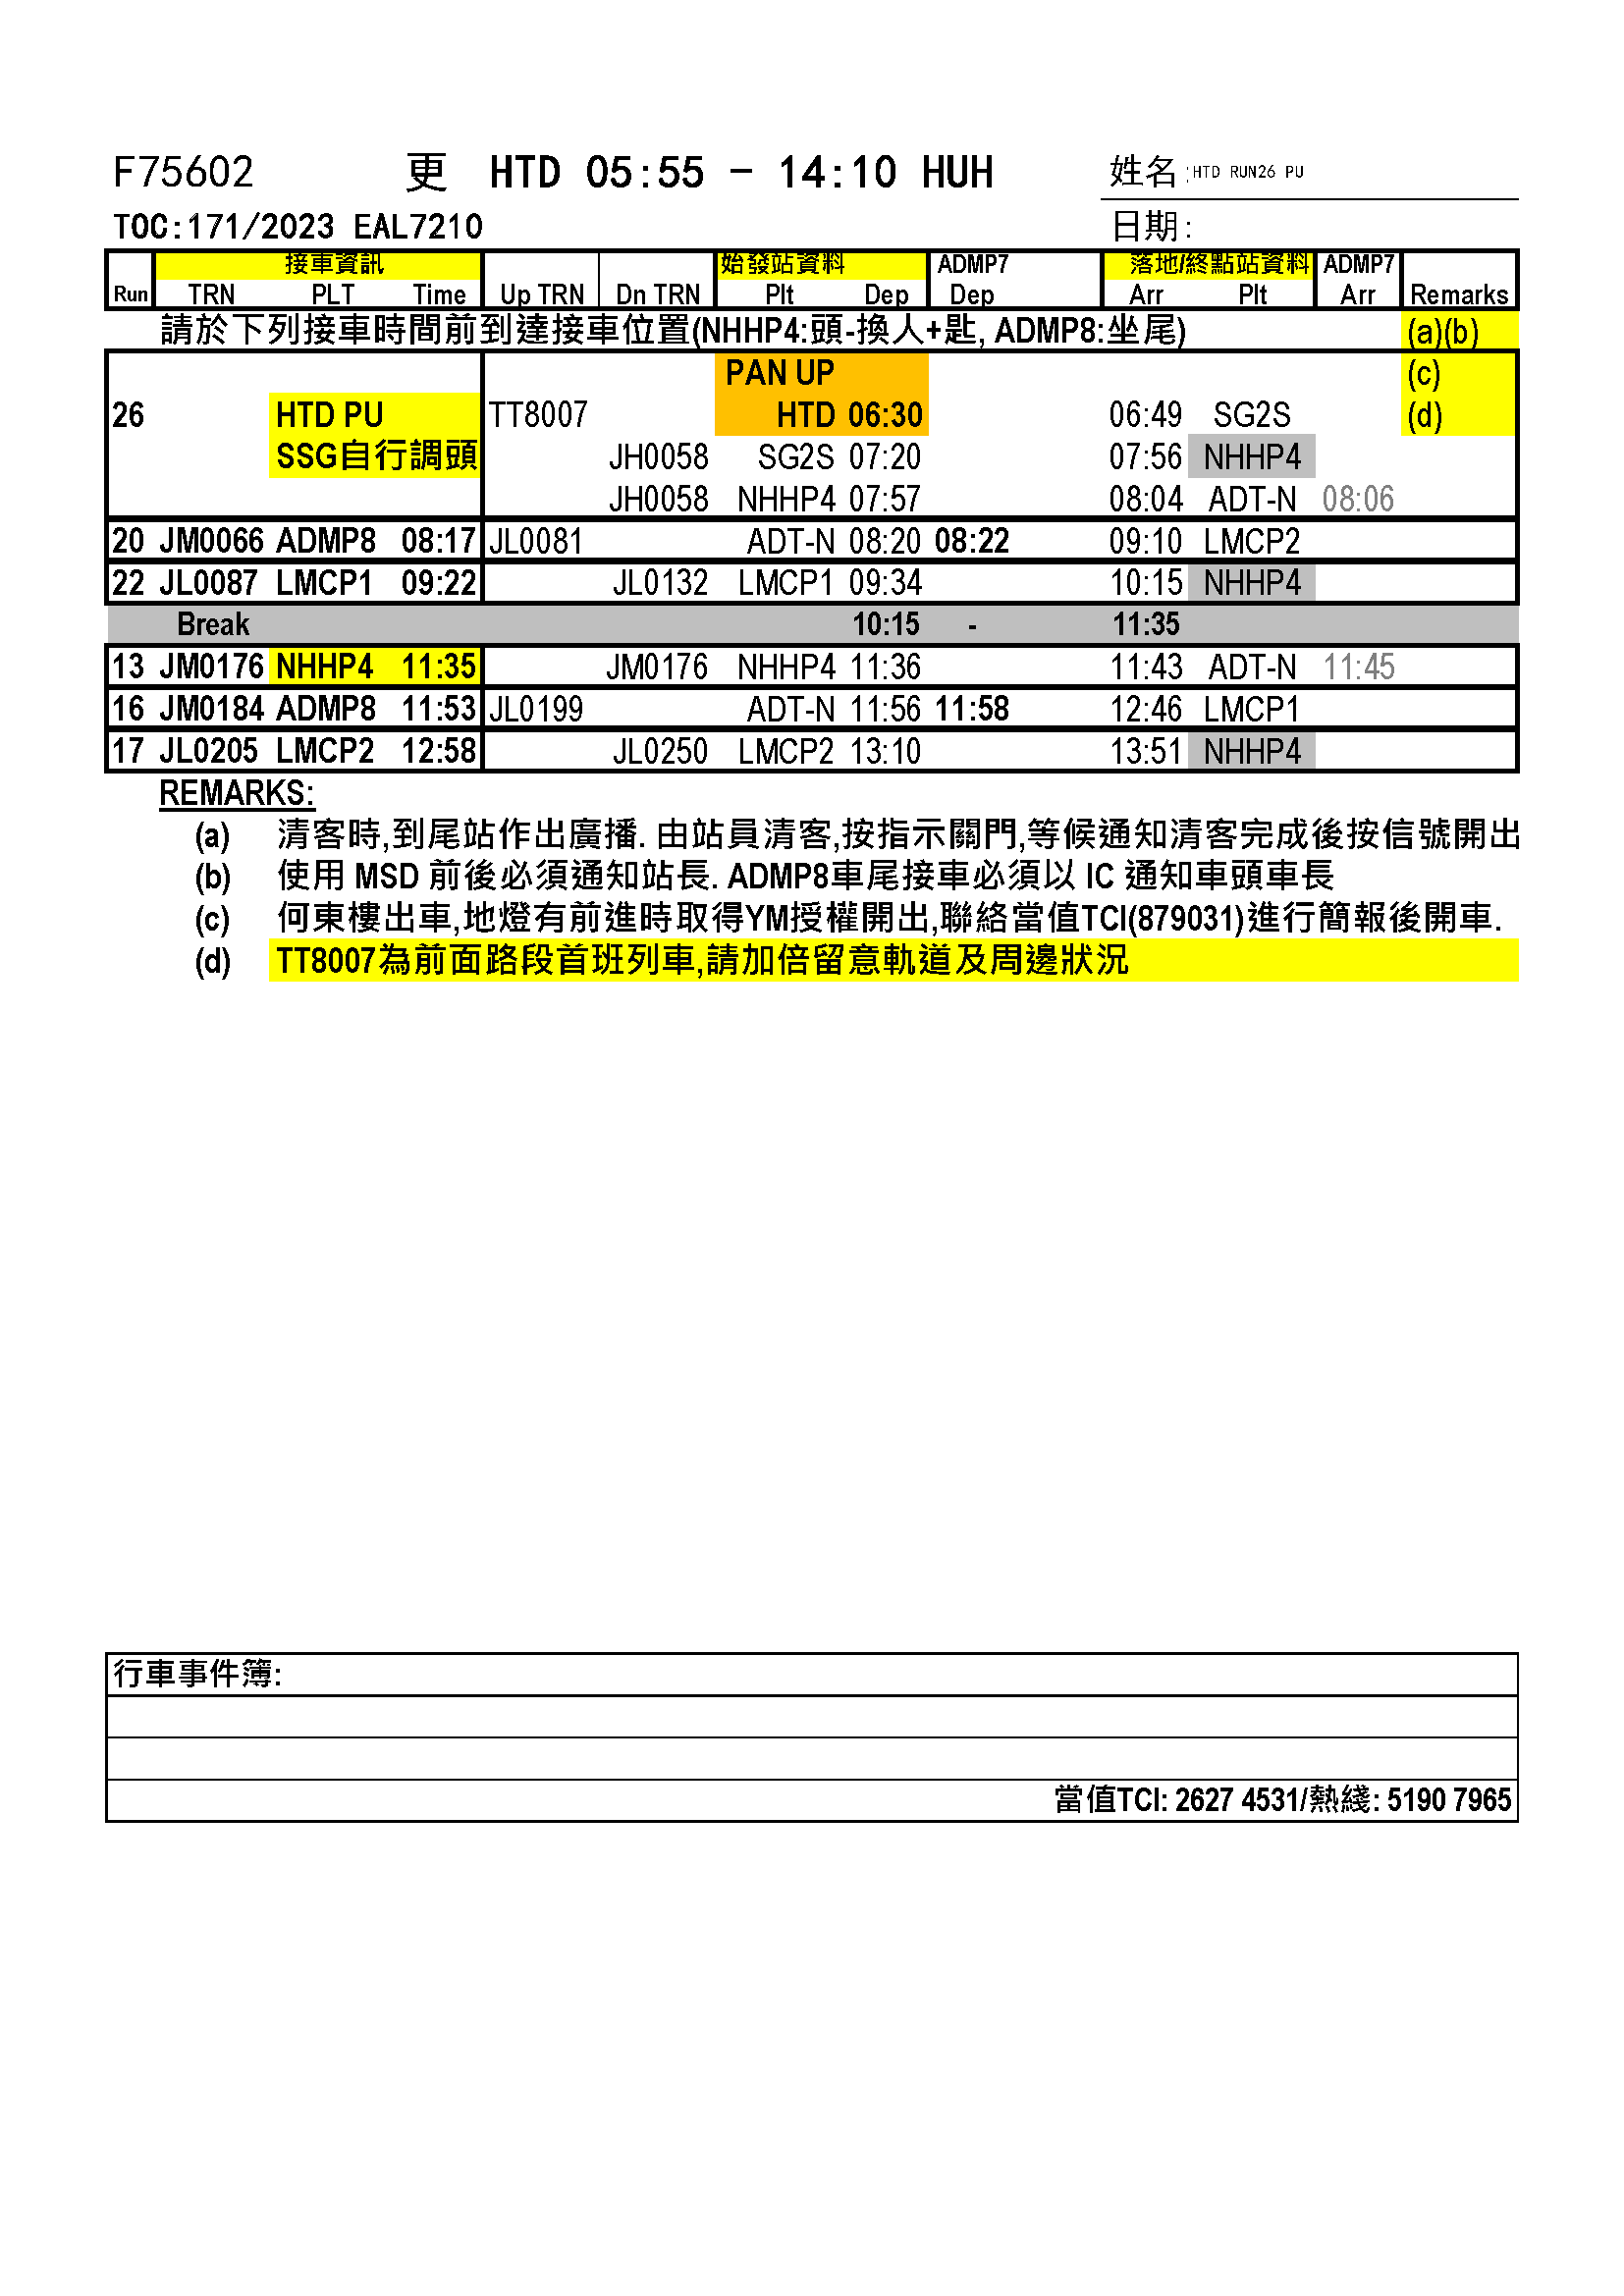 F75602 更 HTD 05:55 - 14:10 HUH 姓名:HTD RUN26 PU
TOC:171/2023 EAL7210 日期:
接車資訊 始發站資料 ADMP7 落地/終點站資料 ADMP7
Run TRN PLT Time Up TRN Dn TRN Plt Dep Dep Arr Plt Arr Remarks
請於下列接車時間前到達接車位置(NHHP4:頭-換人+匙, ADMP8:坐尾) (a)(b)
PAN UP (c)
26 HTD PU TT8007 HTD 06:30 06:49 SG2S (d)
SSG自行調頭 JH0058 SG2S 07:20 07:56 NHHP4
JH0058 NHHP4 07:57 08:04 ADT-N 08:06
20 JM0066 ADMP8 08:17 JL0081 ADT-N 08:20 08:22 09:10 LMCP2
22 JL0087 LMCP1 09:22 JL0132 LMCP1 09:34 10:15 NHHP4
Break 10:15 - 11:35
13 JM0176 NHHP4 11:35 JM0176 NHHP4 11:36 11:43 ADT-N 11:45
16 JM0184 ADMP8 11:53 JL0199 ADT-N 11:56 11:58 12:46 LMCP1
17 JL0205 LMCP2 12:58 JL0250 LMCP2 13:10 13:51 NHHP4
REMARKS:
(a) 清客時,到尾站作出廣播. 由站員清客,按指示關門,等候通知清客完成後按信號開出
(b) 使用 MSD 前後必須通知站長. ADMP8車尾接車必須以 IC 通知車頭車長
(c) 何東樓出車,地燈有前進時取得YM授權開出,聯絡當值TCI(879031)進行簡報後開車.
(d) TT8007為前面路段首班列車,請加倍留意軌道及周邊狀況
行車事件簿:
當值TCI: 2627 4531/熱綫: 5190 7965